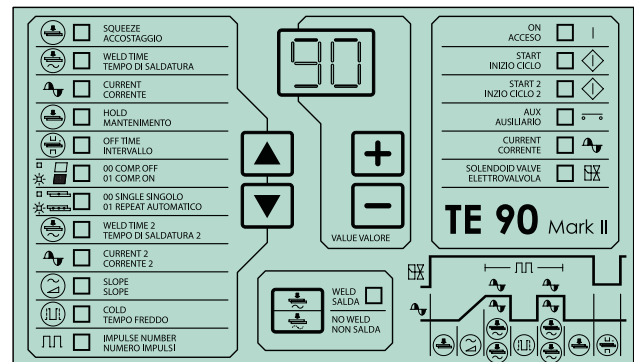 SQUEEZE
ACCOSTAGGIO
WELD TIME
TEMPO DI SALDATURA
CURRENT
CORRENTE
HOLD
MANTENIMENTO
OFF TIME
INTERVALLO
00 COMP. OFF
01 COMP. ON
00 SINGLE SINGOLO
01 REPEAT AUTOMATICO
WELD TIME 2
TEMPO DI SALDATURA 2
CURRENT 2
CORRENTE 2
SLOPE
SLOPE
COLD
TEMPO FREDDO
IMPULSE NUMBER
NUMERO IMPULSI
90
VALUE VALORE
WELD
SALDA
NO WELD
NON SALDA
ON
ACCESO
START
INIZIO CICLO
START 2
INZIO CICLO 2
AUX
AUSILIARIO
CURRENT
CORRENTE
SOLENDOID VALVE
ELETTROVALVOLA
TE 90 Mark II